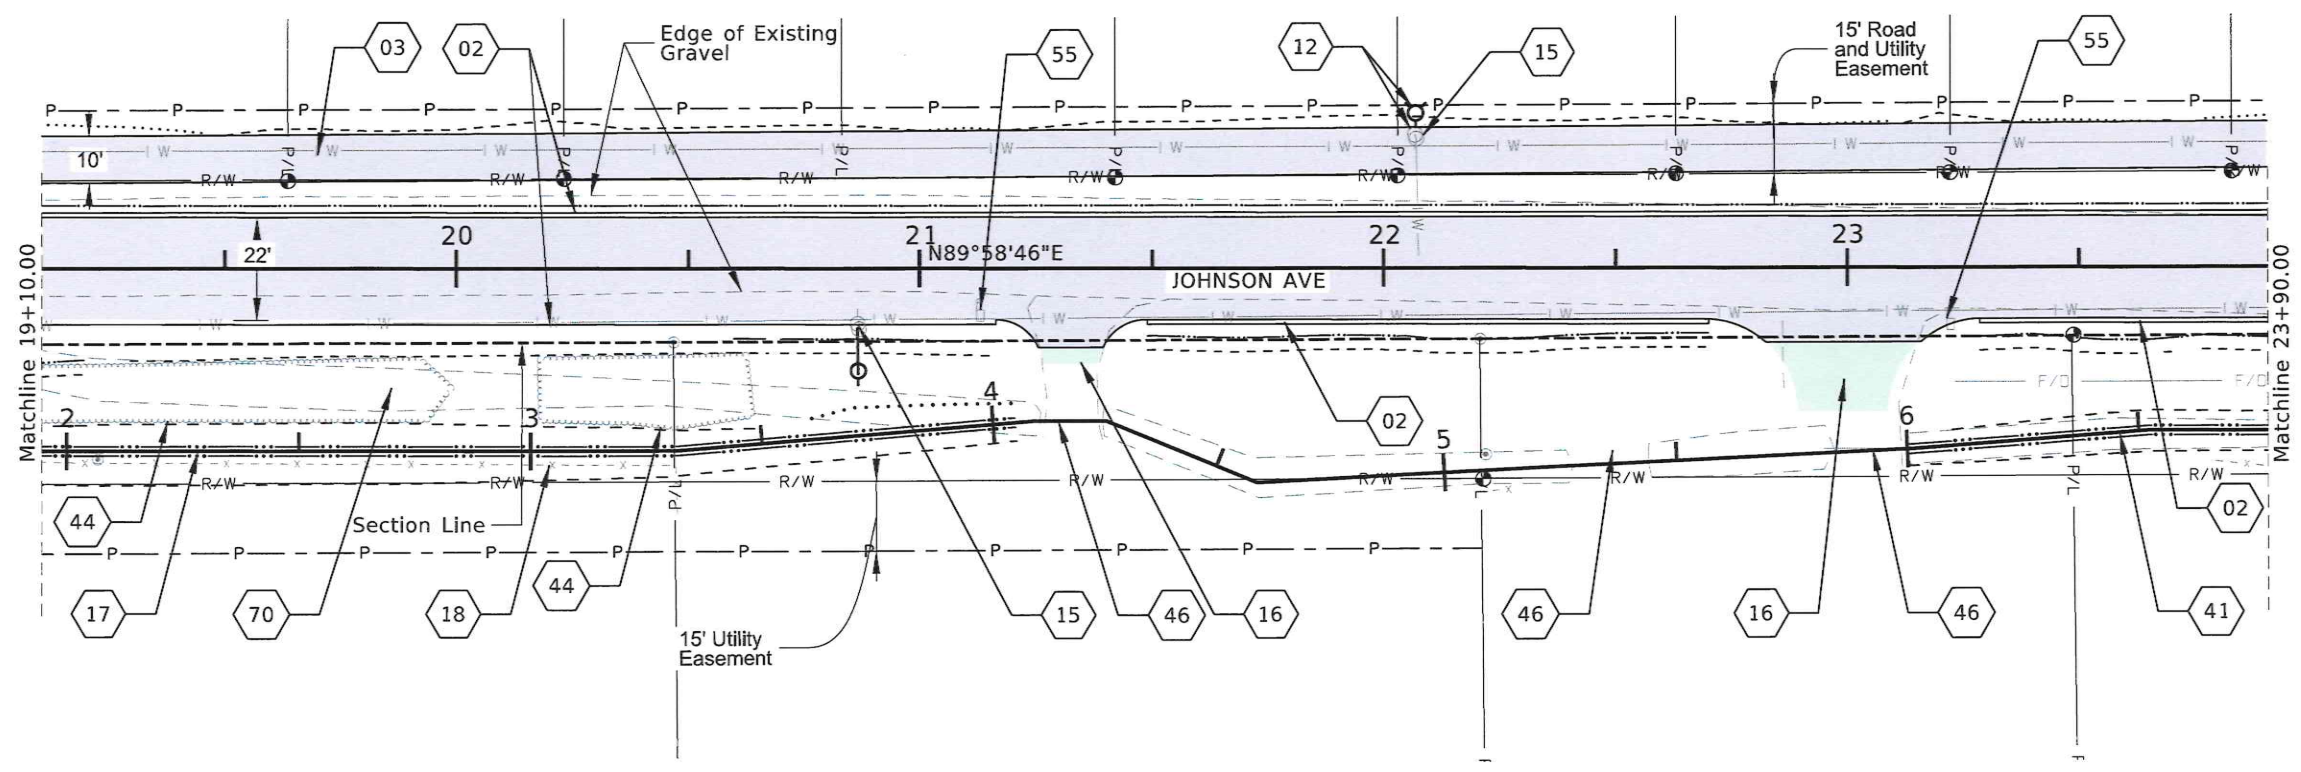 03
02
Edge of Existing
Gravel
55
12
15
15' Road
and Utility
Easement
55
P P P P P P P P P P P P P P P P P P
W W W W W W W W W W W W W
10'
P/L P/L P/L P/L P/L P/L
R/W R/W R/W R/W R/W
W
20 21 22 23
22'
N89°58'46"E
JOHNSON AVE
Matchline 19+10.00
Matchline 23+90.00
W W W W W W W W W W W W W
F/D F/D
2 3 4 5 6
02
R/W R/W R/W R/W R/W R/W R/W R/W
P/L L P/L
44
Section Line
02
P P P P P P P P P P P
44
17
70
18
15
46
16
46
16
46
41
15' Utility
Easement